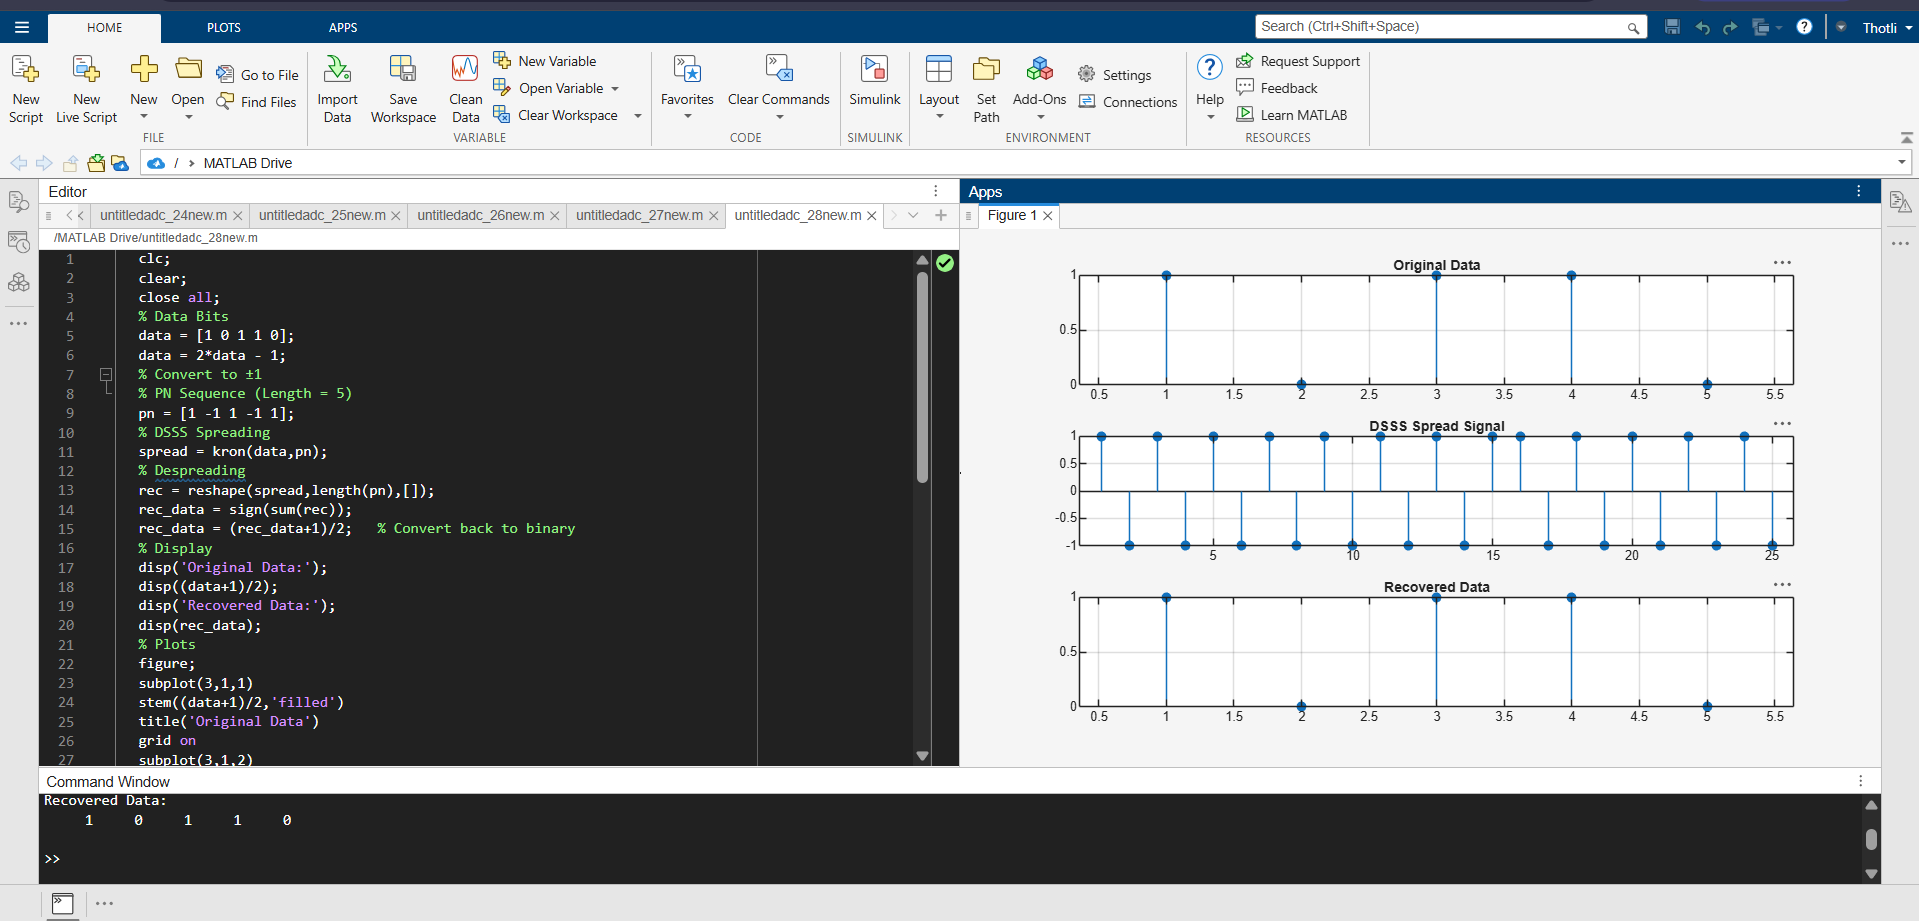 HOME
PLOTS
APPS
Search (Ctrl+Shift+Space)
Thotli
New Script
New Live Script
New
Open
Go to File
Find Files
FILE
Import Data
Save Workspace
Clean Data
New Variable
Open Variable
Clear Workspace
VARIABLE
Favorites
Clear Commands
CODE
Simulink
SIMULINK
Layout
Set Path
Add-Ons
Settings
Connections
ENVIRONMENT
Help
Request Support
Feedback
Learn MATLAB
RESOURCES
/ › MATLAB Drive
Editor
untitledadc_24new.m
untitledadc_25new.m
untitledadc_26new.m
untitledadc_27new.m
untitledadc_28new.m
/MATLAB Drive/untitledadc_28new.m
1 clc;
2 clear;
3 close all;
4 % Data Bits
5 data = [1 0 1 1 0];
6 data = 2*data - 1;
7 % Convert to ±1
8 % PN Sequence (Length = 5)
9 pn = [1 -1 1 -1 1];
10 % DSSS Spreading
11 spread = kron(data,pn);
12 % Despreading
13 rec = reshape(spread,length(pn),[]);
14 rec_data = sign(sum(rec));
15 rec_data = (rec_data+1)/2; % Convert back to binary
16 % Display
17 disp('Original Data:');
18 disp((data+1)/2);
19 disp('Recovered Data:');
20 disp(rec_data);
21 % Plots
22 figure;
23 subplot(3,1,1)
24 stem((data+1)/2,'filled')
25 title('Original Data')
26 grid on
27 subplot(3,1,2)
Apps
Figure 1
Original Data
1
0.5
0
0.5 1 1.5 2 2.5 3 3.5 4 4.5 5 5.5
DSSS Spread Signal
1
0.5
0
-0.5
-1
5 10 15 20 25
Recovered Data
1
0.5
0
0.5 1 1.5 2 2.5 3 3.5 4 4.5 5 5.5
Command Window
Recovered Data:
1 0 1 1 0
>>